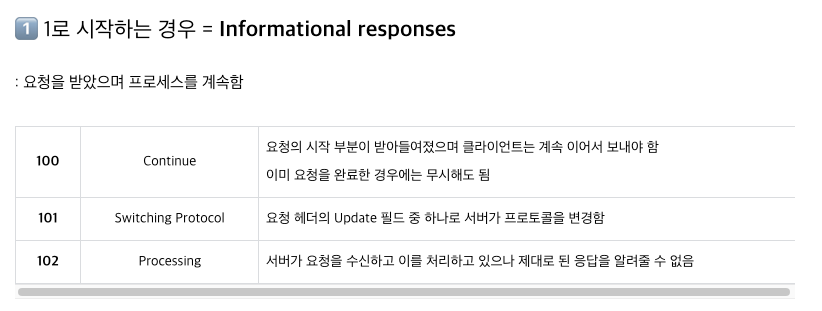 1️⃣ 1로 시작하는 경우 = Informational responses
: 요청을 받았으며 프로세스를 계속함
100 Continue 요청의 시작 부분이 받아들여졌으며 클라이언트는 계속 이어서 보내야 함
이미 요청을 완료한 경우에는 무시해도 됨
101 Switching Protocol 요청 헤더의 Update 필드 중 하나로 서버가 프로토콜을 변경함
102 Processing 서버가 요청을 수신하고 이를 처리하고 있으나 제대로 된 응답을 알려줄 수 없음